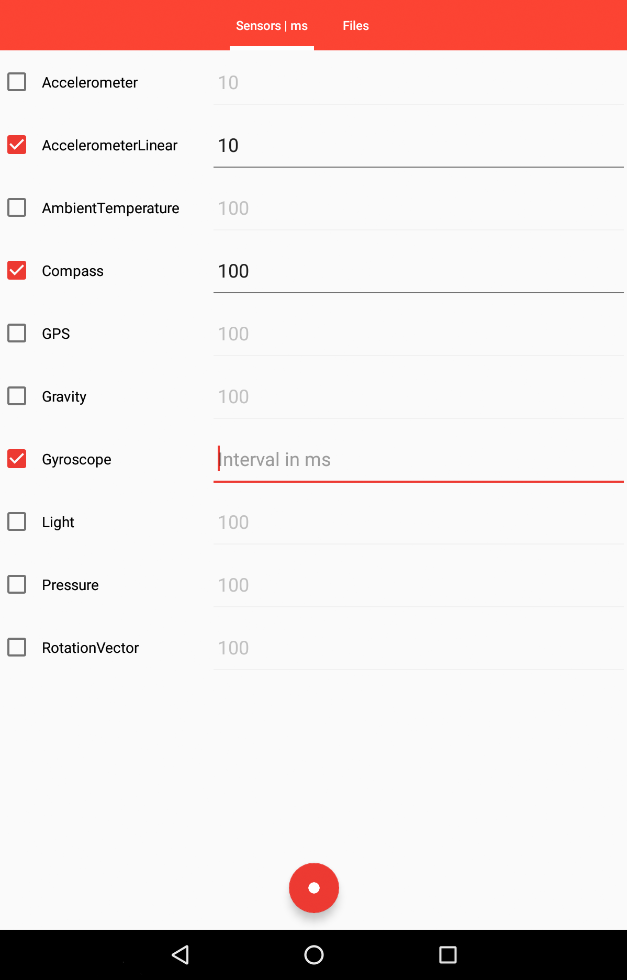 Sensors | ms Files
Accelerometer 10
AccelerometerLinear 10
AmbientTemperature 100
Compass 100
GPS 100
Gravity 100
Gyroscope Interval in ms
Light 100
Pressure 100
RotationVector 100